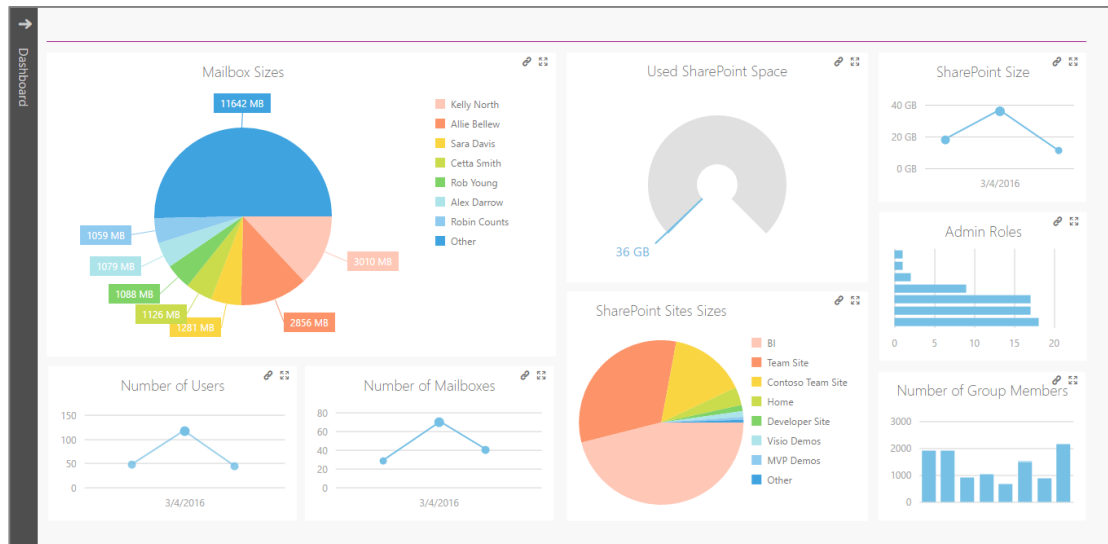 Dashboard
Mailbox Sizes
11642 MB
1059 MB
1079 MB
1088 MB
1126 MB
1281 MB
2856 MB
3010 MB
Kelly North
Allie Bellew
Sara Davis
Cetta Smith
Rob Young
Alex Darrow
Robin Counts
Other
Used SharePoint Space
36 GB
SharePoint Size
40 GB
20 GB
0 GB
3/4/2016
Admin Roles
0 5 10 15 20
Number of Users
150
100
50
0
3/4/2016
Number of Mailboxes
80
60
40
20
0
3/4/2016
SharePoint Sites Sizes
BI
Team Site
Contoso Team Site
Home
Developer Site
Visio Demos
MVP Demos
Other
Number of Group Members
3000
2000
1000
0